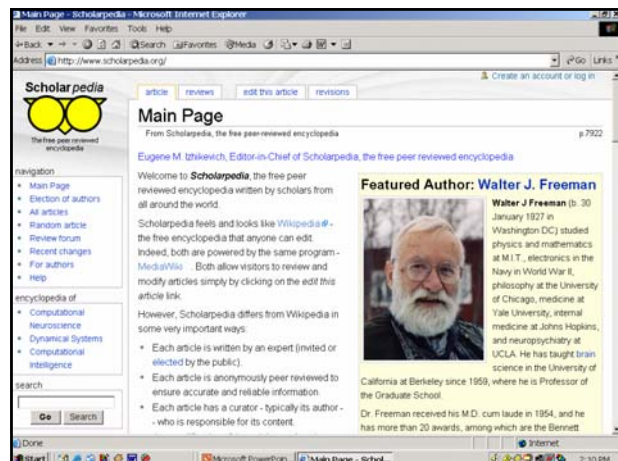 Main Page - Scholarpedia - Microsoft Internet Explorer
File Edit View Favorites Tools Help
Back Search Favorites Media
Address http://www.scholarpedia.org/ Go Links
Create an account or log in
Scholarpedia
The free peer reviewed
encyclopedia
navigation
Main Page
Election of authors
All articles
Random article
Review forum
Recent changes
For authors
Help
encyclopedia of
Computational
Neuroscience
Dynamical Systems
Computational
Intelligence
search
Go Search
article reviews edit this article revisions
Main Page
From Scholarpedia, the free peer-reviewed encyclopedia p.7922
Eugene M. Izhikevich, Editor-in-Chief of Scholarpedia, the free peer reviewed encyclopedia
Welcome to Scholarpedia, the free peer
reviewed encyclopedia written by scholars from
all around the world.
Scholarpedia feels and looks like Wikipedia -
the free encyclopedia that anyone can edit.
Indeed, both are powered by the same program -
MediaWiki . Both allow visitors to review and
modify articles simply by clicking on the edit this
article link.
However, Scholarpedia differs from Wikipedia in
some very important ways:
Each article is written by an expert (invited or
elected by the public).
Each article is anonymously peer reviewed to
ensure accurate and reliable information.
Each article has a curator - typically its author -
- who is responsible for its content.
Featured Author: Walter J. Freeman
Walter J Freeman (b. 30
January 1927 in
Washington DC) studied
physics and mathematics
at M.I.T., electronics in the
Navy in World War II,
philosophy at the University
of Chicago, medicine at
Yale University, internal
medicine at Johns Hopkins,
and neuropsychiatry at
UCLA. He has taught brain
science in the University of
California at Berkeley since 1959, where he is Professor of
the Graduate School.
Dr. Freeman received his M.D. cum laude in 1954, and he
has more than 20 awards, among which are the Bennett
Done Internet
Start Microsoft PowerPoin... Main Page - Schol... 2:30 PM